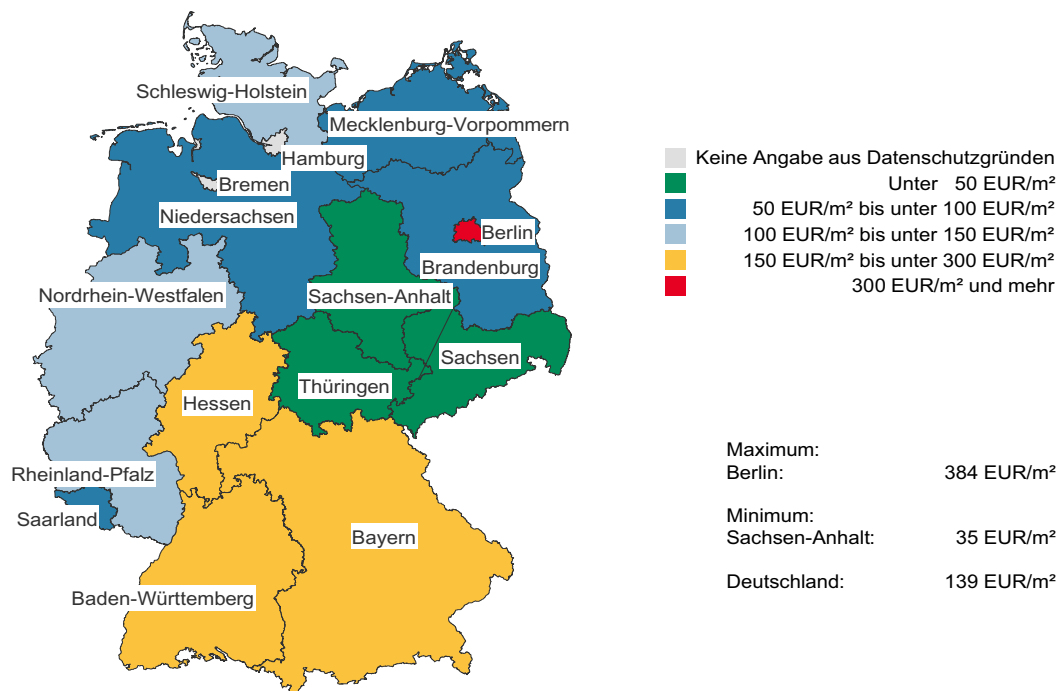 Schleswig-Holstein
Mecklenburg-Vorpommern
Hamburg
Bremen
Niedersachsen
Berlin
Brandenburg
Nordrhein-Westfalen
Sachsen-Anhalt
Sachsen
Thüringen
Hessen
Rheinland-Pfalz
Saarland
Bayern
Baden-Württemberg
Keine Angabe aus Datenschutzgründen
Unter 50 EUR/m²
50 EUR/m² bis unter 100 EUR/m²
100 EUR/m² bis unter 150 EUR/m²
150 EUR/m² bis unter 300 EUR/m²
300 EUR/m² und mehr
Maximum:
Berlin: 384 EUR/m²
Minimum:
Sachsen-Anhalt: 35 EUR/m²
Deutschland: 139 EUR/m²